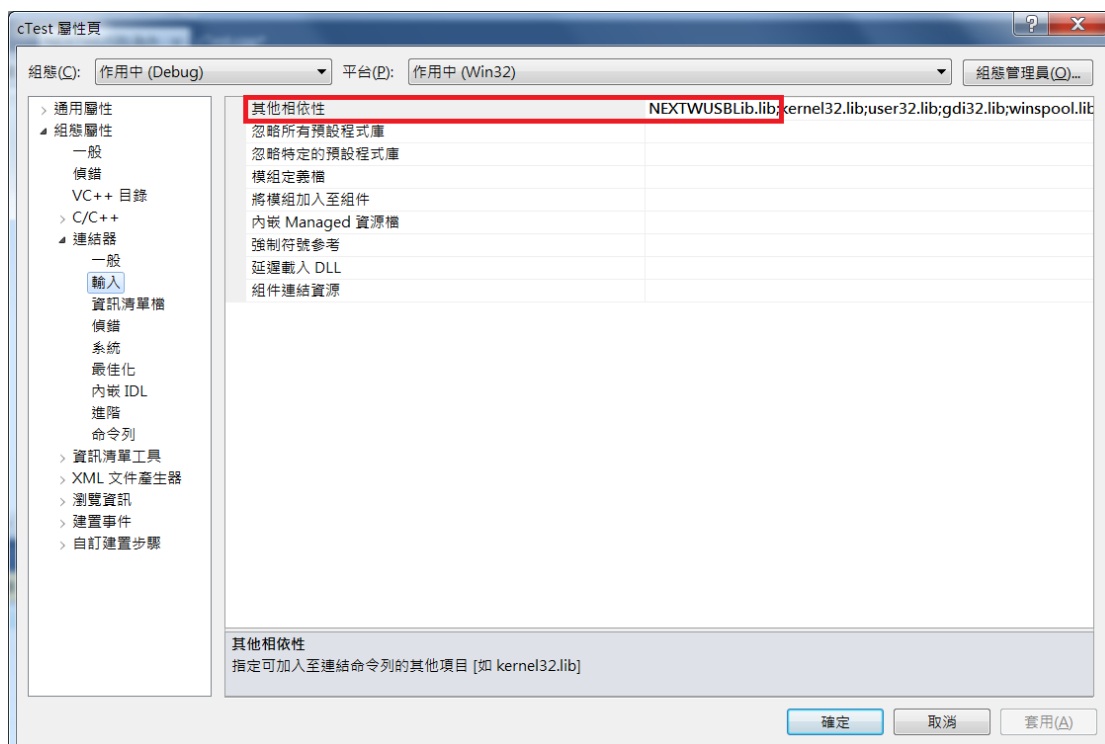 cTest 屬性頁
組態(C): 作用中 (Debug) 平台(P): 作用中 (Win32) 組態管理員(O)...
通用屬性
組態屬性
一般
偵錯
VC++ 目錄
C/C++
連結器
一般
輸入
資訊清單檔
偵錯
系統
最佳化
內嵌 IDL
進階
命令列
資訊清單工具
XML 文件產生器
瀏覽資訊
建置事件
自訂建置步驟
其他相依性 NEXTWUSBLib.lib;kernel32.lib;user32.lib;gdi32.lib;winspool.lib
忽略所有預設程式庫
忽略特定的預設程式庫
模組定義檔
將模組加入至組件
內嵌 Managed 資源檔
強制符號參考
延遲載入 DLL
組件連結資源
其他相依性
指定可加入至連結命令列的其他項目 [如 kernel32.lib]
確定 取消 套用(A)